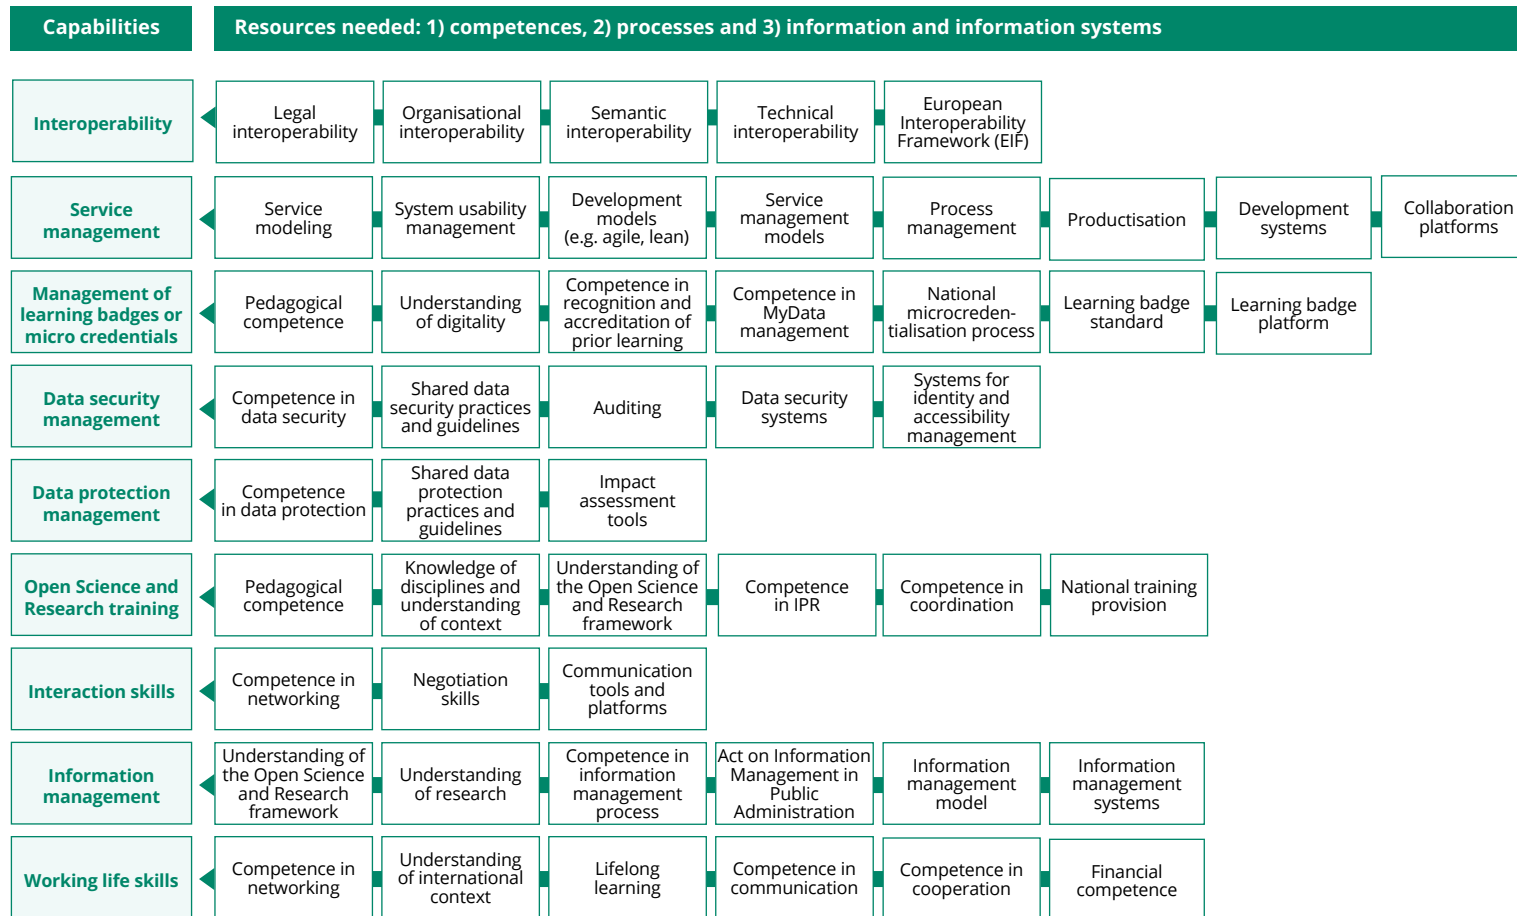 Capabilities
Resources needed: 1) competences, 2) processes and 3) information and information systems
Interoperability
Legal
interoperability
Organisational
interoperability
Semantic
interoperability
Technical
interoperability
European
Interoperability
Framework (EIF)
Service
management
Service
modeling
System usability
management
Development
models
(e.g. agile, lean)
Service
management
models
Process
management
Productisation
Development
systems
Collaboration
platforms
Management of
learning badges or
micro credentials
Pedagogical
competence
Understanding
of digitality
Competence in
recognition and
accreditation of
prior learning
Competence in
MyData
management
National
microcreden-
tialisation process
Learning badge
standard
Learning badge
platform
Data security
management
Competence in
data security
Shared data
security practices
and guidelines
Auditing
Data security
systems
Systems for
identity and
accessibility
management
Data protection
management
Competence
in data protection
Shared data
protection
practices and
guidelines
Impact
assessment
tools
Open Science and
Research training
Pedagogical
competence
Knowledge of
disciplines and
understanding
of context
Understanding of
the Open Science
and Research
framework
Competence
in IPR
Competence in
coordination
National training
provision
Interaction skills
Competence in
networking
Negotiation
skills
Communication
tools and
platforms
Information
management
Understanding of
the Open Science
and Research
framework
Understanding
of research
Competence in
information
management
process
Act on Information
Management in
Public
Administration
Information
management
model
Information
management
systems
Working life skills
Competence in
networking
Understanding
of international
context
Lifelong
learning
Competence in
communication
Competence in
cooperation
Financial
competence